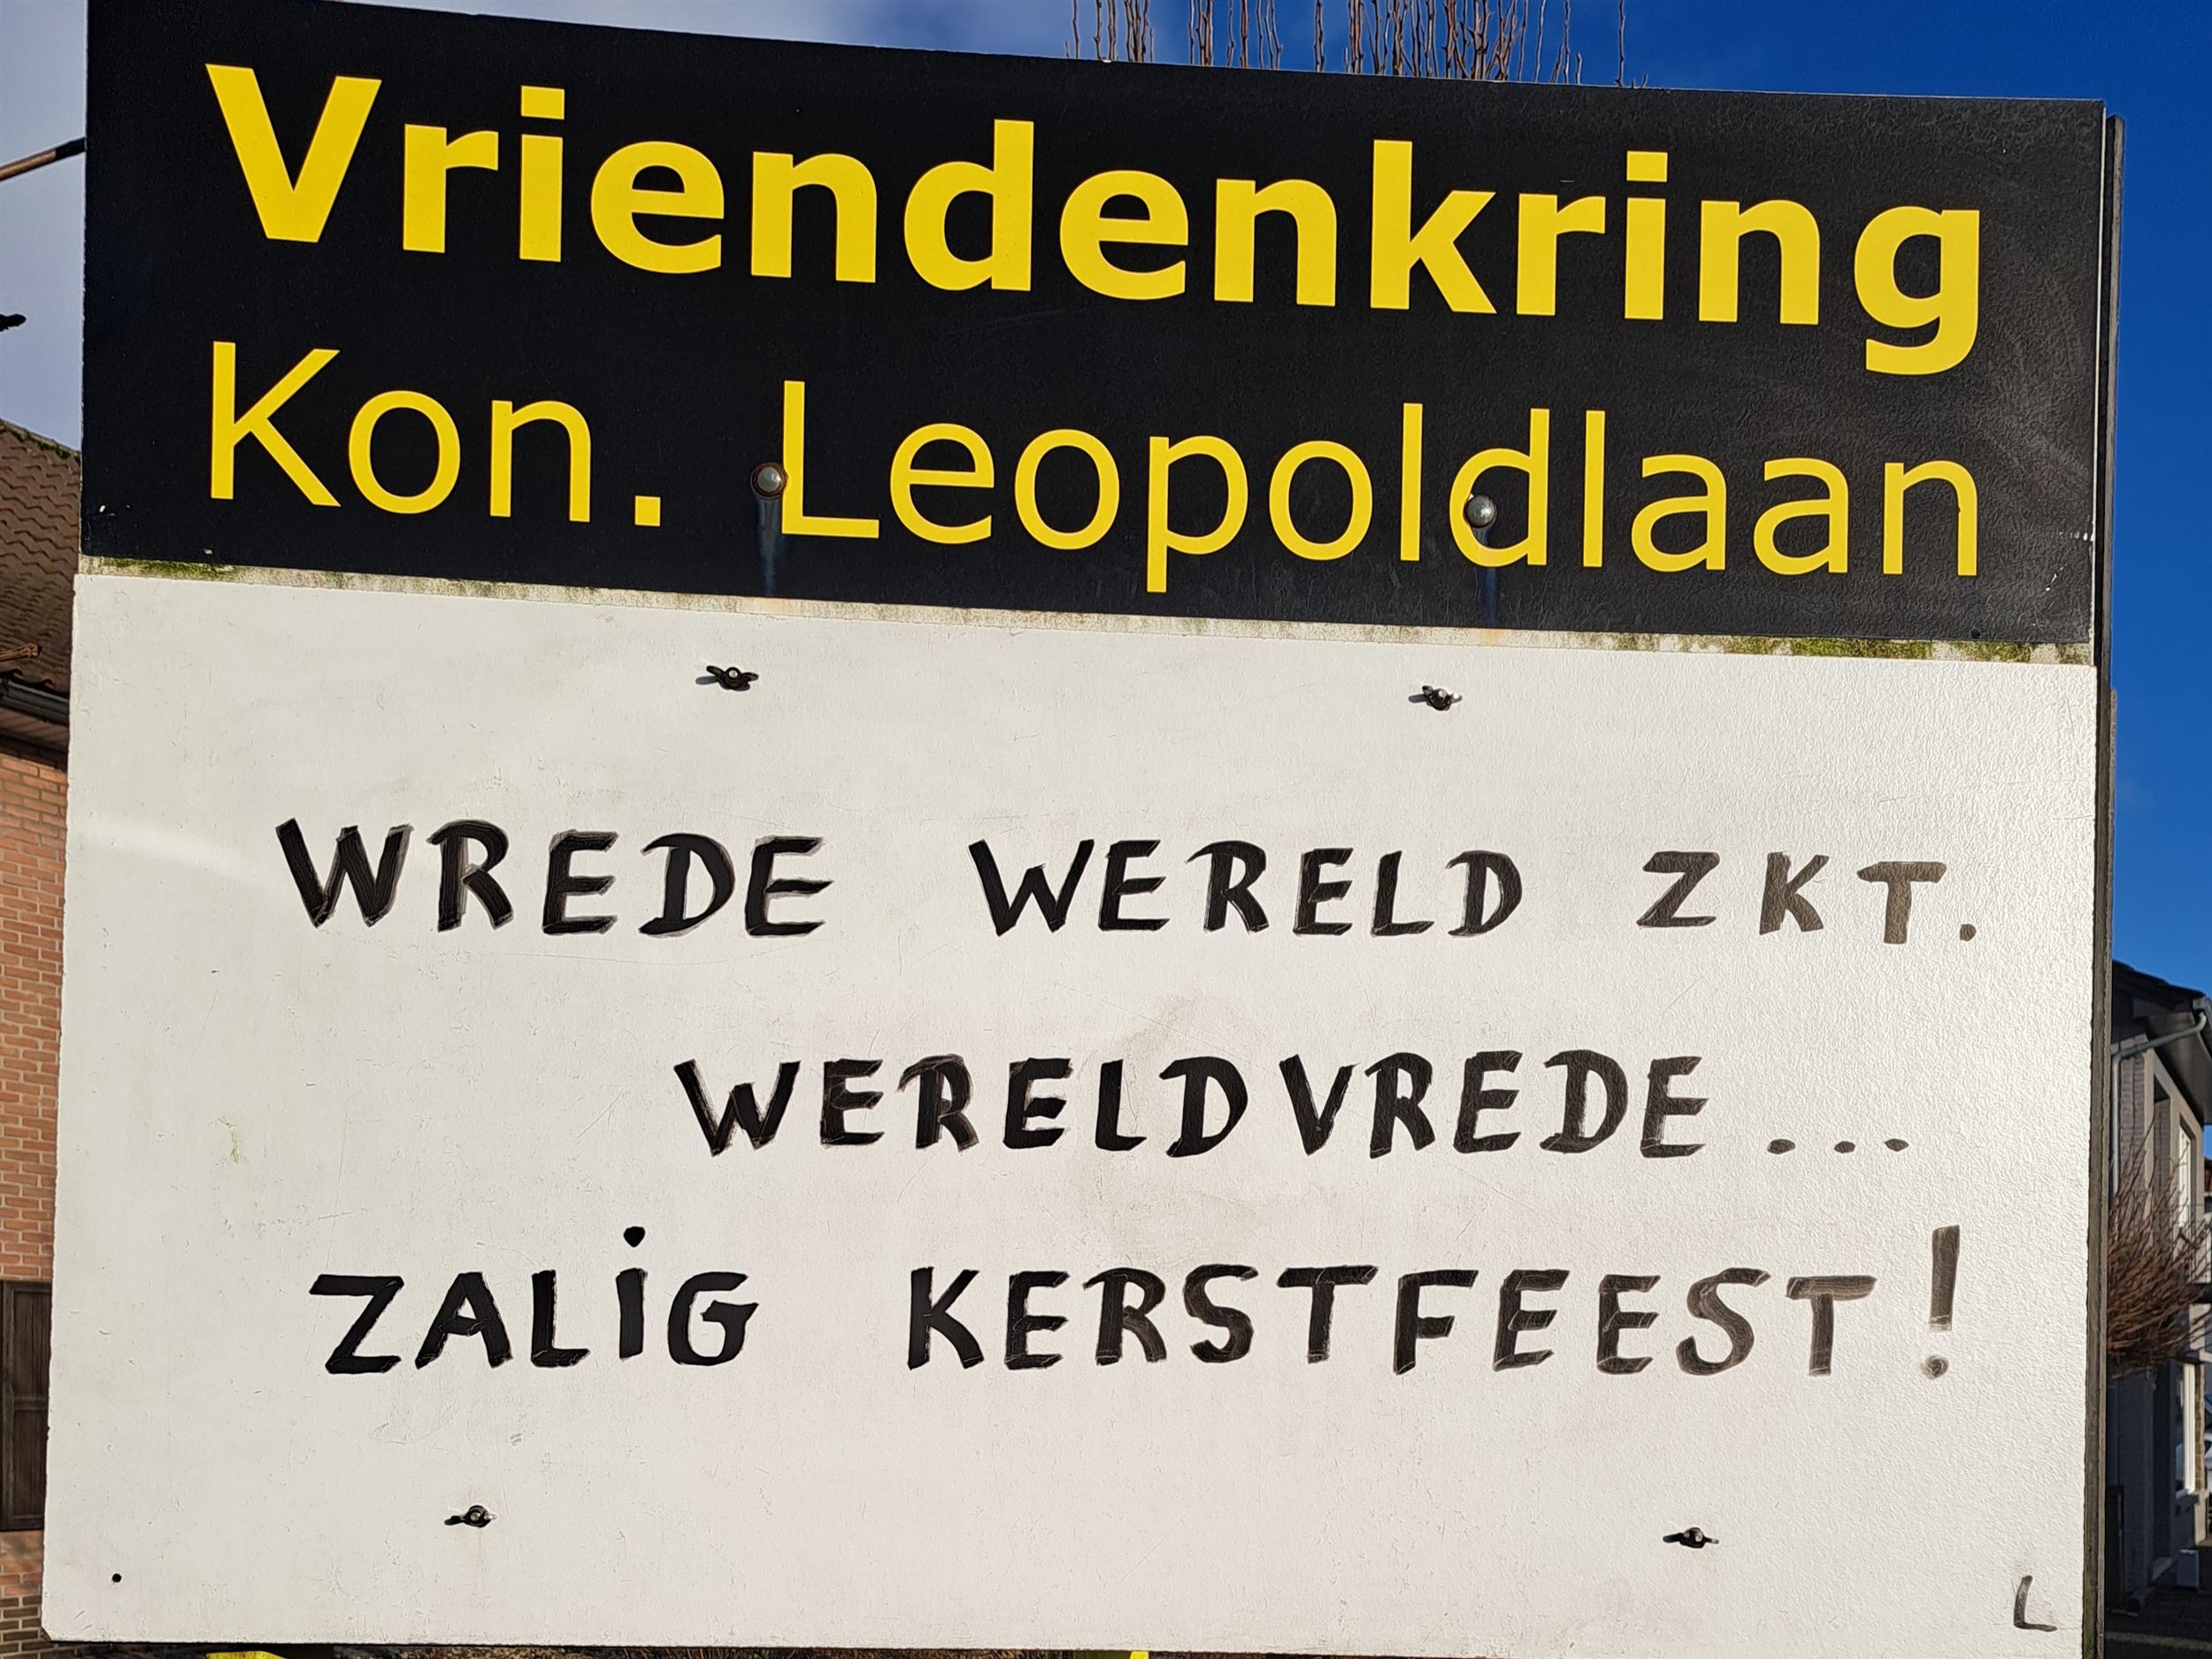 Vriendenkring
Kon. Leopoldlaan
WREDE WERELD ZKT.
WERELDVREDE...
ZALiG KERSTFEEST!
L